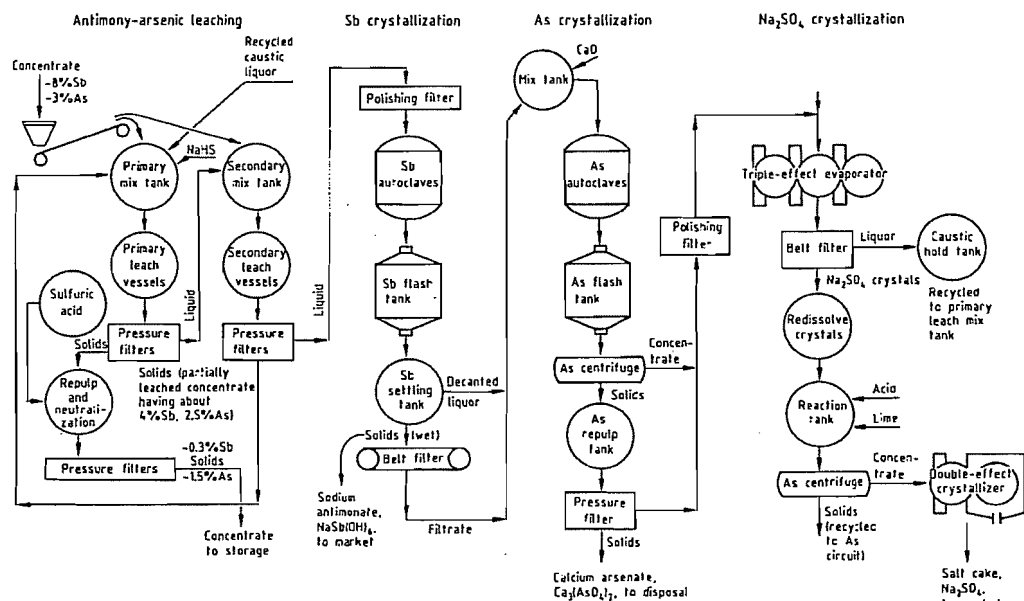 Antimony-arsenic leaching
Sb crystallization
As crystallization
Na₂SO₄ crystallization
Concentrate
-8%Sb
-3%As
Recycled
caustic
liquor
NaHS
Primary
mix tank
Secondary
mix tank
Primary
leach
vessels
Secondary
leach
vessels
Liquid
Liquid
Sulfuric
acid
Pressure
filters
Pressure
filters
Solids
Solids (partially
leached concentrate
having about
4%Sb, 2,5%As)
Repulp
and
neutrali-
zation
Pressure filters
-0.3%Sb
Solids
-1.5%As
Concentrate
to storage
Polishing filter
Sb
autoclaves
Sb flash
tank
Sb
settling
tank
Decanted
liquor
Solids (wet)
Belt filter
Sodium
antimonate,
NaSb(OH)₆,
to market
Filtrate
CaO
Mix tank
As
autoclaves
As flash
tank
As centrifuge
Concen-
trate
Solids
As
repulp
tank
Pressure
filter
Solids
Calcium arsenate,
Ca₃(AsO₄)₂, to disposal
Polishing
filter
Triple-effect evaporator
Belt filter
Liquor
Caustic
hold tank
Recycled
to primary
leach mix
tank
Na₂SO₄ crystals
Redissolve
crystals
Reaction
tank
Acid
Lime
As centrifuge
Concen-
trate
Double-effect
crystallizer
Solids
(recycled
to As
circuit)
Salt cake,
Na₂SO₄,